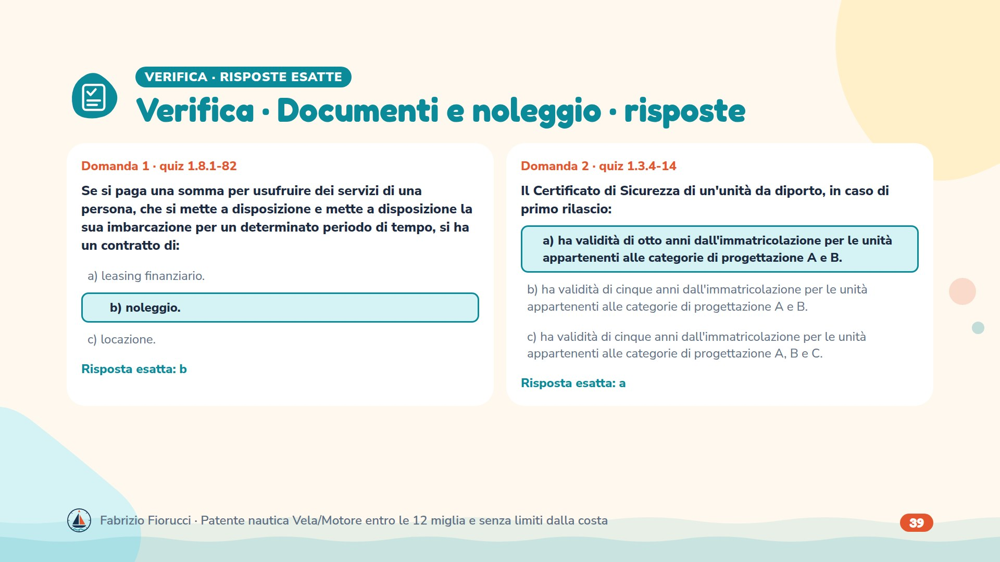 VERIFICA · RISPOSTE ESATTE
Verifica · Documenti e noleggio · risposte
Domanda 1 · quiz 1.8.1-82
Se si paga una somma per usufruire dei servizi di una
persona, che si mette a disposizione e mette a disposizione la
sua imbarcazione per un determinato periodo di tempo, si ha
un contratto di:
a) leasing finanziario.
b) noleggio.
c) locazione.
Risposta esatta: b
Domanda 2 · quiz 1.3.4-14
Il Certificato di Sicurezza di un'unità da diporto, in caso di
primo rilascio:
a) ha validità di otto anni dall'immatricolazione per le unità
appartenenti alle categorie di progettazione A e B.
b) ha validità di cinque anni dall'immatricolazione per le unità
appartenenti alle categorie di progettazione A e B.
c) ha validità di cinque anni dall'immatricolazione per le unità
appartenenti alle categorie di progettazione A, B e C.
Risposta esatta: a
Fabrizio Fiorucci · Patente nautica Vela/Motore entro le 12 miglia e senza limiti dalla costa
39